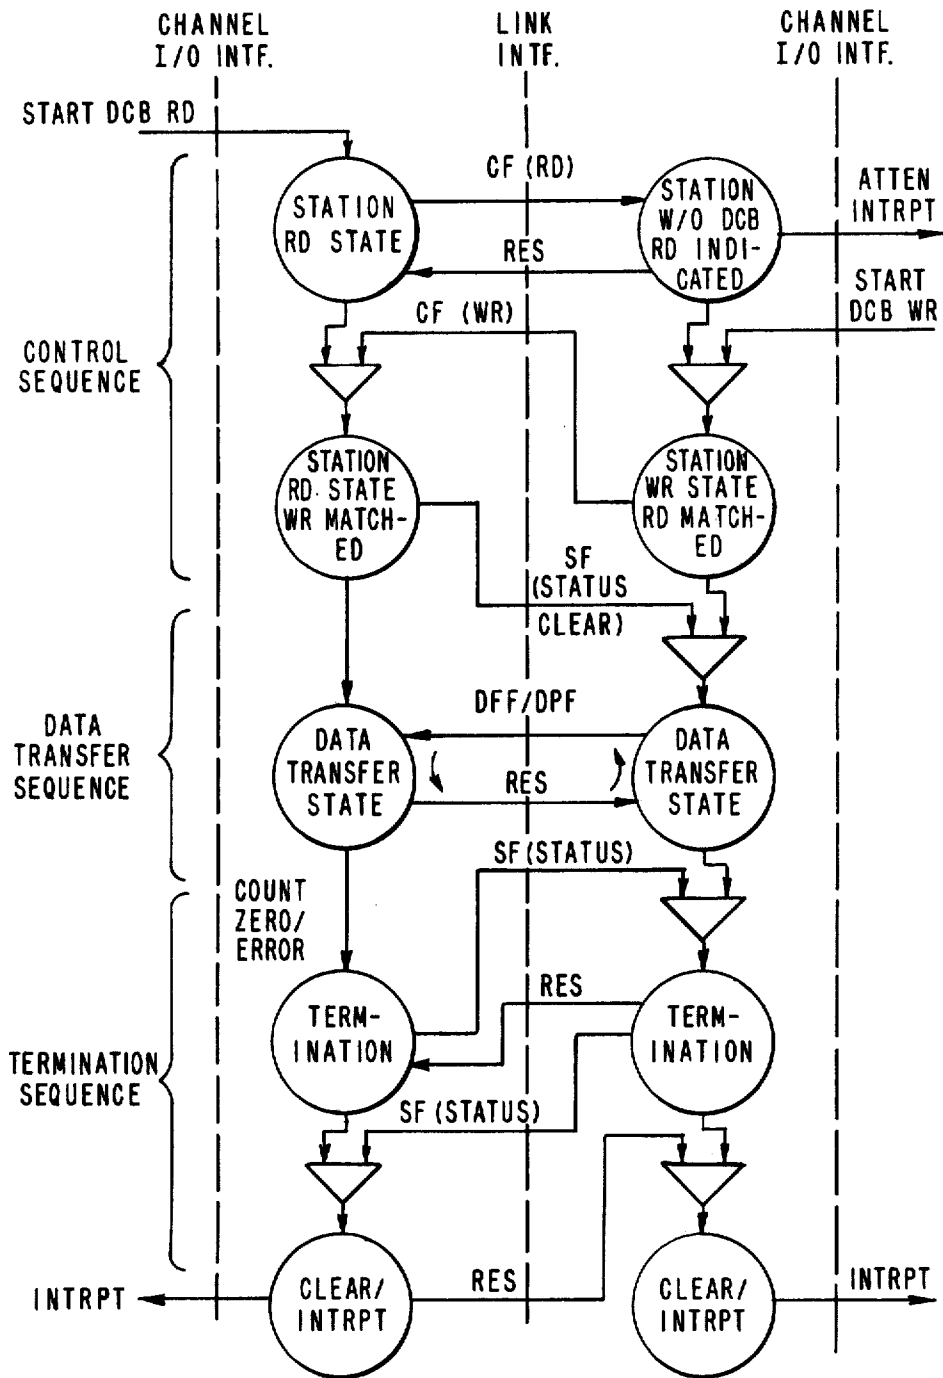 CHANNEL
I/O INTF.
LINK
INTF.
CHANNEL
I/O INTF.
START DCB RD
CF (RD)
STATION
RD STATE
STATION
W/O DCB
RD INDI-
CATED
ATTEN
INTRPT
RES
START
DCB WR
CF (WR)
CONTROL
SEQUENCE
STATION
RD STATE
WR MATCH-
ED
STATION
WR STATE
RD MATCH-
ED
SF
(STATUS
CLEAR)
DATA
TRANSFER
SEQUENCE
DFF/DPF
DATA
TRANSFER
STATE
DATA
TRANSFER
STATE
RES
SF (STATUS)
COUNT
ZERO/
ERROR
RES
TERM-
INATION
TERM-
INATION
TERMINATION
SEQUENCE
SF (STATUS)
INTRPT
CLEAR/
INTRPT
RES
CLEAR/
INTRPT
INTRPT